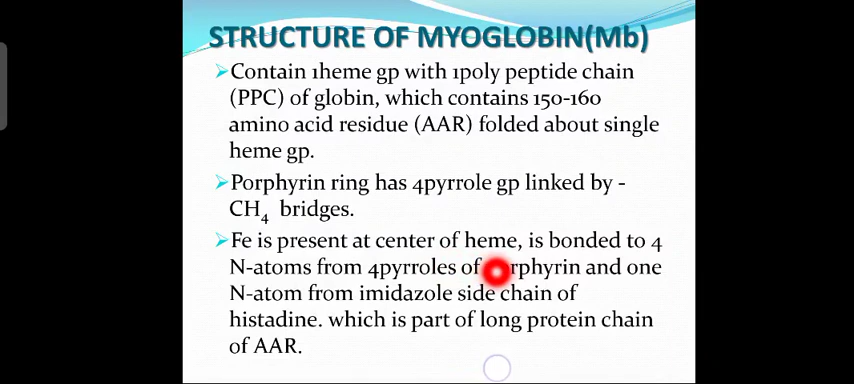 STRUCTURE OF MYOGLOBIN(Mb)
Contain 1heme gp with 1poly peptide chain
(PPC) of globin, which contains 150-160
amino acid residue (AAR) folded about single
heme gp.
Porphyrin ring has 4pyrrole gp linked by -
CH4 bridges.
Fe is present at center of heme, is bonded to 4
N-atoms from 4pyrroles of rphyrin and one
N-atom from imidazole side chain of
histadine. which is part of long protein chain
of AAR.